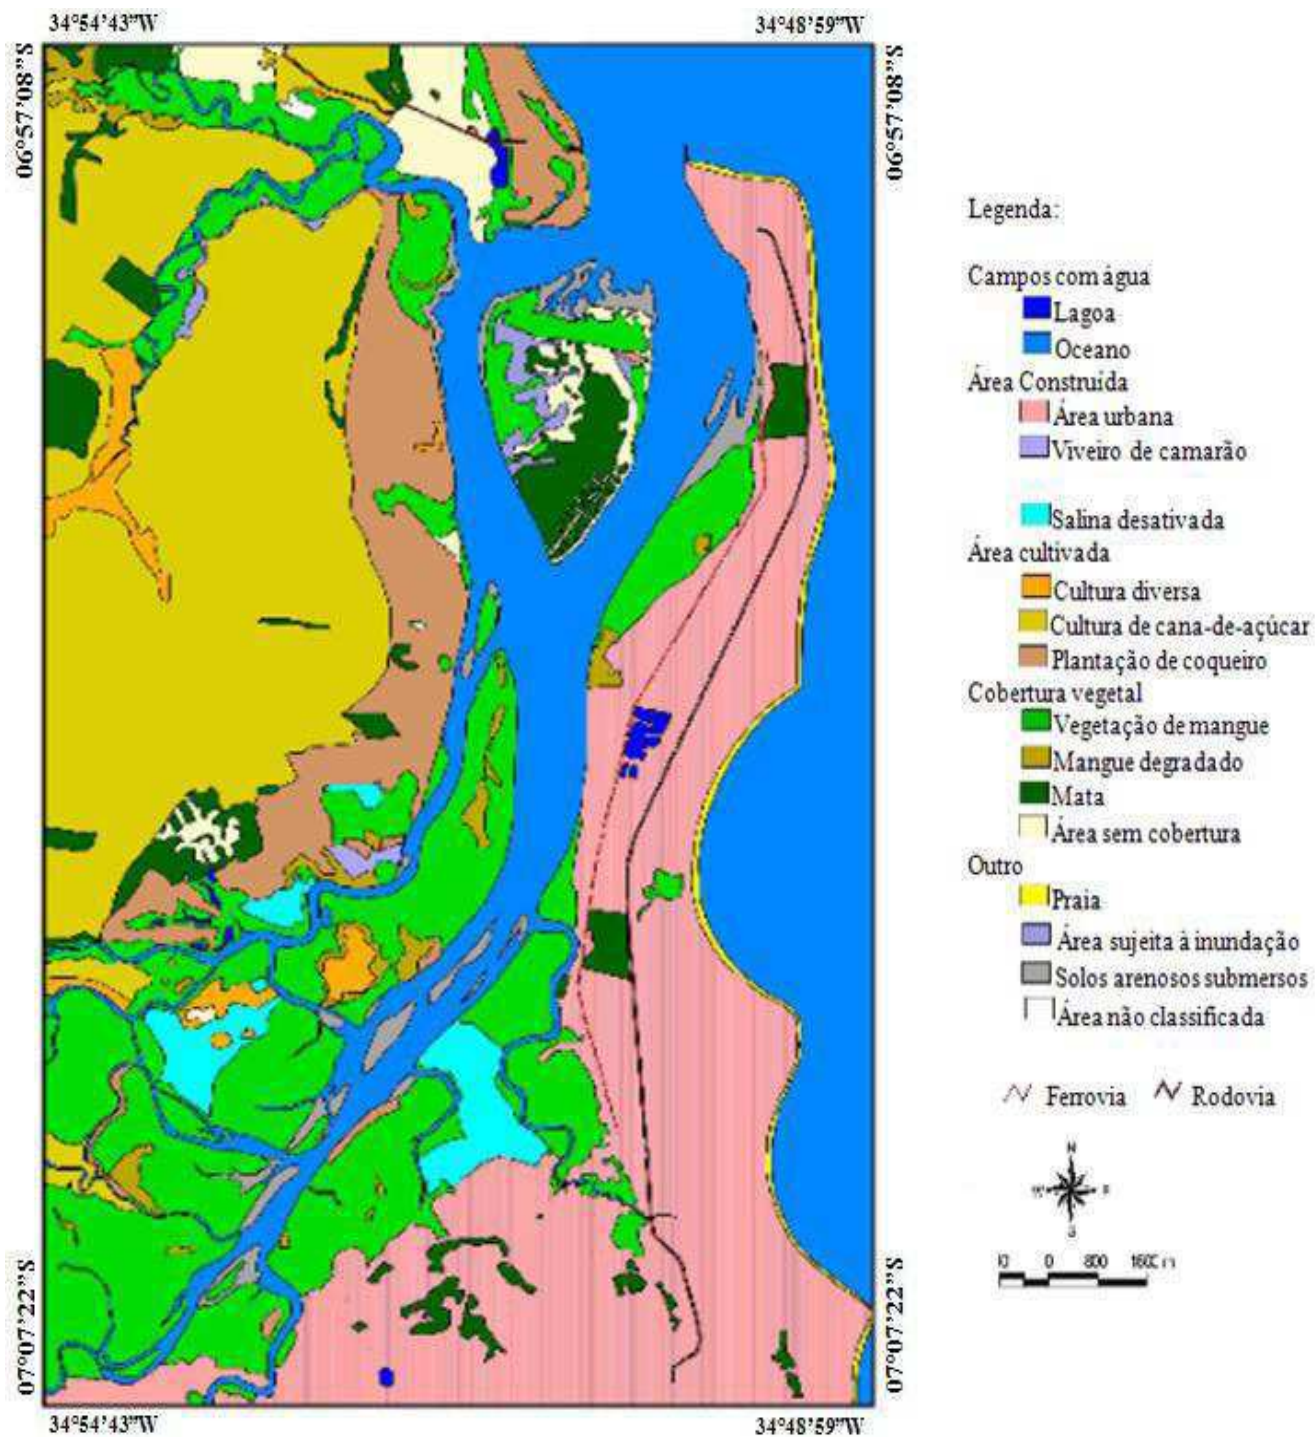 34°54'43"W
34°48'59"W
06°57'08"S
06°57'08"S
Legenda:
Campos com água
Lagoa
Oceano
Área Construída
Área urbana
Viveiro de camarão
Salina desativada
Área cultivada
Cultura diversa
Cultura de cana-de-açúcar
Plantação de coqueiro
Cobertura vegetal
Vegetação de mangue
Mangue degradado
Mata
Área sem cobertura
Outro
Praia
Área sujeita à inundação
Solos arenosos submersos
Área não classificada
Ferrovia
Rodovia
N
S
0 800 1600 m
07°07'22"S
07°07'22"S
34°54'43"W
34°48'59"W